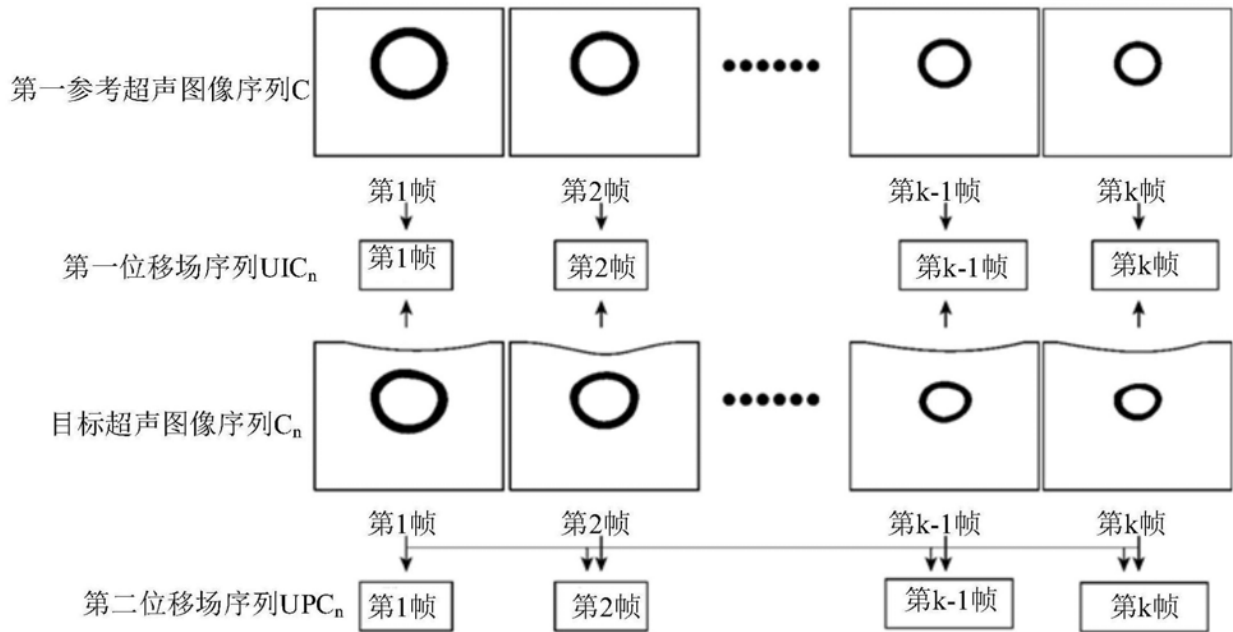 第一参考超声图像序列C
第1帧 第2帧 第k-1帧 第k帧
第一位移场序列UICₙ 第1帧 第2帧 第k-1帧 第k帧
目标超声图像序列Cₙ
第1帧 第2帧 第k-1帧 第k帧
第二位移场序列UPCₙ 第1帧 第2帧 第k-1帧 第k帧